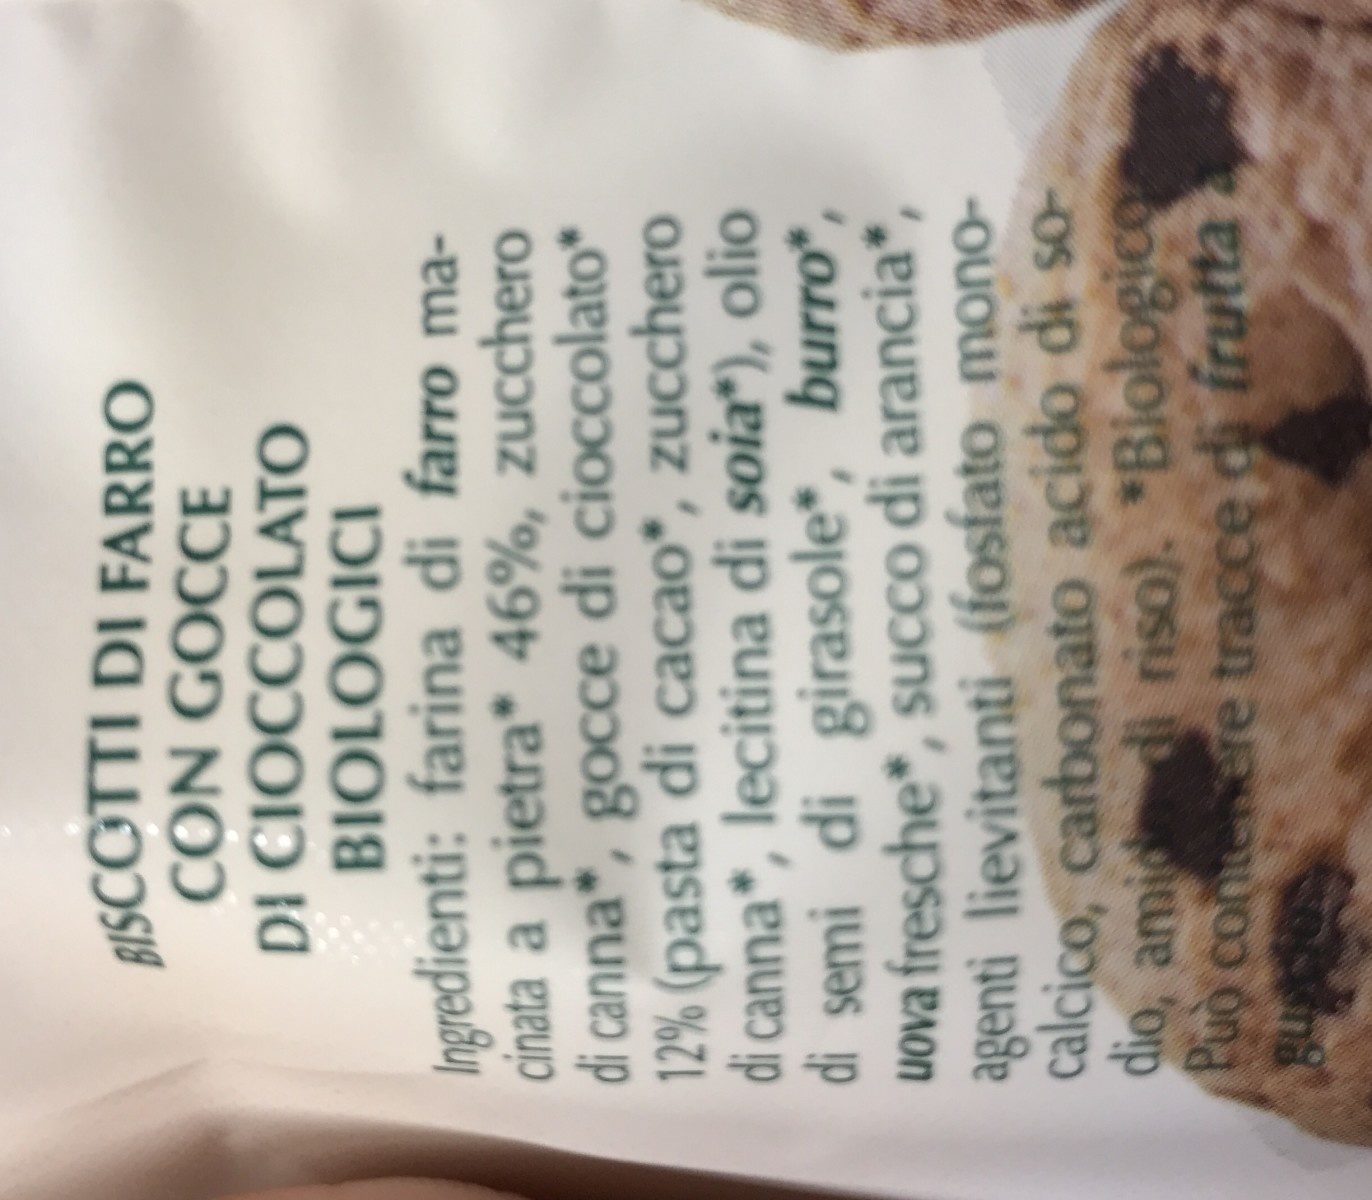 BISCOTTI DI FARRO
CON GOCCE
DI CIOCCOLATO
BIOLOGICI
Ingredienti: farina di farro ma-
cinata a pietra* 46%, zucchero
di canna*, gocce di cioccolato*
12% (pasta di cacao*, zucchero
di canna*, lecitina di soia*), olio
di semi di girasole*, burro*,
uova fresche*, succo di arancia*,
agenti lievitanti (fosfato mono-
calcico, carbonato acido di so-
dio, amido di riso). *Biologico
Può contenere tracce di frutta a
guscio.